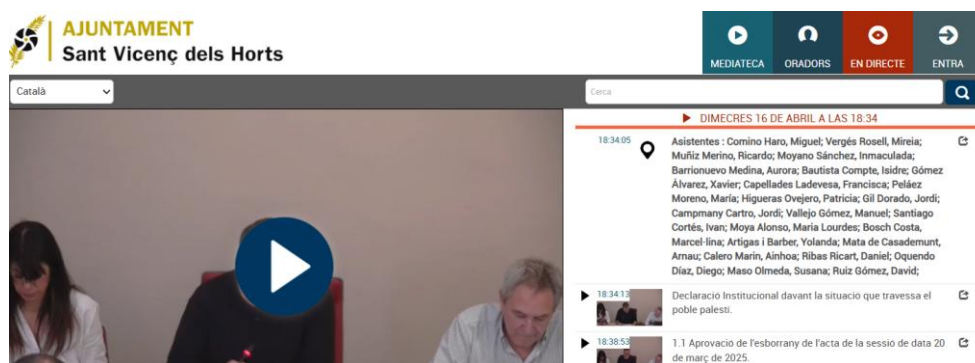 AJUNTAMENT
Sant Vicenç dels Horts
MEDIATECA
ORADORS
EN DIRECTE
ENTRA
Català
Cerca
DIMECRES 16 DE ABRIL A LAS 18:34
18:34:05
Asistentes : Comino Haro, Miguel; Vergés Rosell, Mireia;
Muñiz Merino, Ricardo; Moyano Sánchez, Inmaculada;
Barrionuevo Medina, Aurora; Bautista Compte, Isidre; Gómez
Álvarez, Xavier; Capellades Ladevesa, Francisca; Peláez
Moreno, María; Higueras Ovejero, Patricia; Gil Dorado, Jordi;
Campmany Cartro, Jordi; Vallejo Gómez, Manuel; Santiago
Cortés, Ivan; Moya Alonso, Maria Lourdes; Bosch Costa,
Marcel·lina; Artigas i Barber, Yolanda; Mata de Casademunt,
Arnau; Calero Marin, Ainhoa; Ribas Ricart, Daniel; Oquendo
Díaz, Diego; Maso Olmeda, Susana; Ruiz Gómez, David;
18:34:13
Declaració Institucional davant la situació que travessa el
poble palestí.
18:38:53
1.1 Aprovació de l'esborrany de l'acta de la sessio de data 20
de març de 2025.